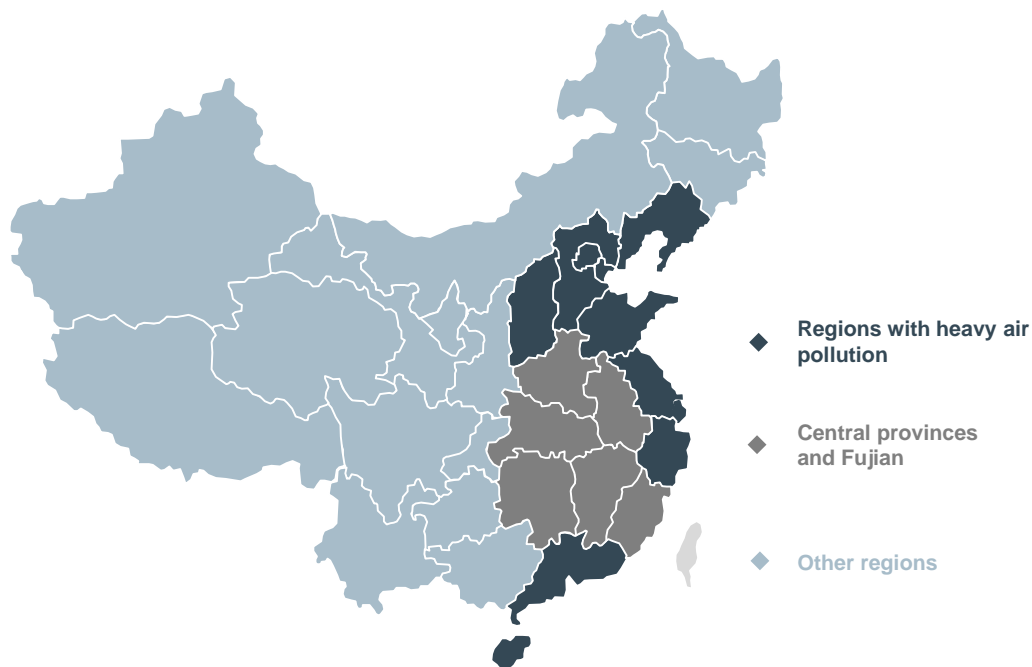 Regions with heavy air
pollution
Central provinces
and Fujian
Other regions